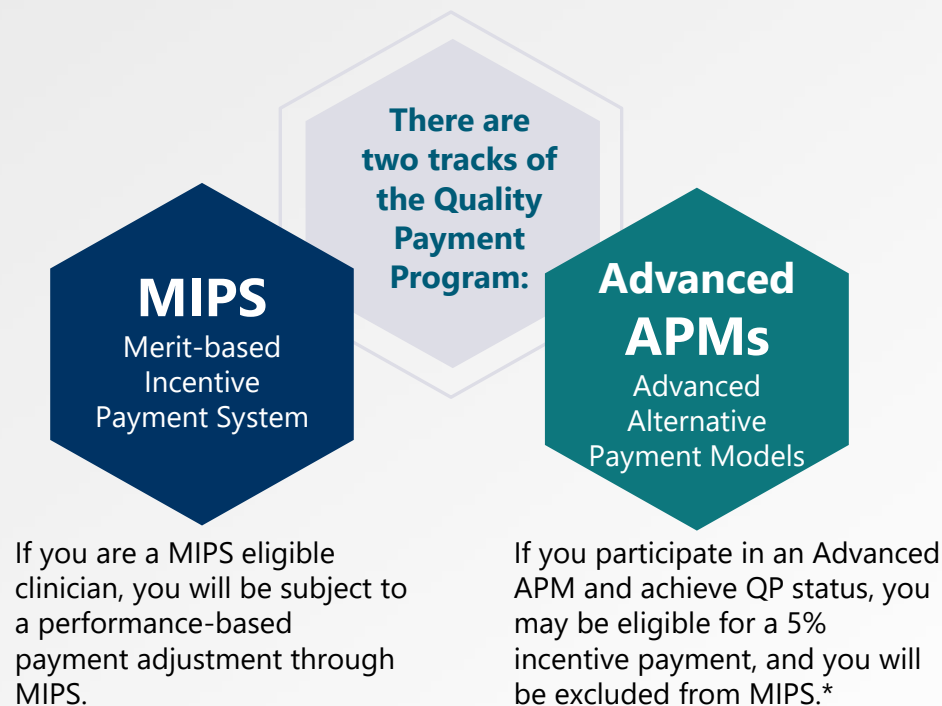 There are
two tracks of
the Quality
Payment
Program:
MIPS
Merit-based
Incentive
Payment System
Advanced
APMs
Advanced
Alternative
Payment Models
If you are a MIPS eligible
clinician, you will be subject to
a performance-based
payment adjustment through
MIPS.
If you participate in an Advanced
APM and achieve QP status, you
may be eligible for a 5%
incentive payment, and you will
be excluded from MIPS.*